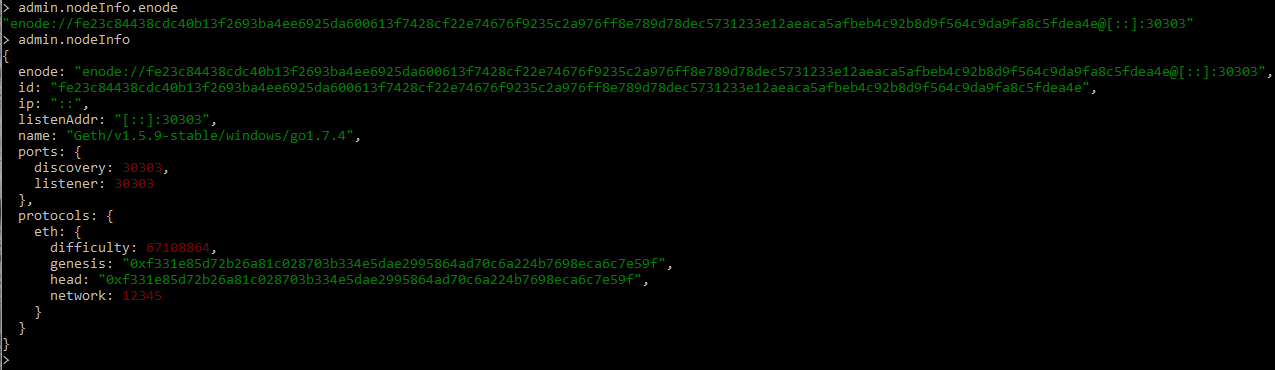 > admin.nodeInfo.enode
"enode://fe23c84438cdc40b13f2693ba4ee6925da600613f7428cf22e74676f9235c2a976ff8e789d78dec5731233e12aeaca5afbeb4c92b8d9f564c9da9fa8c5fdea4e@[::]:30303"
> admin.nodeInfo
{
  enode: "enode://fe23c84438cdc40b13f2693ba4ee6925da600613f7428cf22e74676f9235c2a976ff8e789d78dec5731233e12aeaca5afbeb4c92b8d9f564c9da9fa8c5fdea4e@[::]:30303",
  id: "fe23c84438cdc40b13f2693ba4ee6925da600613f7428cf22e74676f9235c2a976ff8e789d78dec5731233e12aeaca5afbeb4c92b8d9f564c9da9fa8c5fdea4e",
  ip: "::",
  listenAddr: "[::]:30303",
  name: "Geth/v1.5.9-stable/windows/go1.7.4",
  ports: {
    discovery: 30303,
    listener: 30303
  },
  protocols: {
    eth: {
      difficulty: 67108864,
      genesis: "0xf331e85d72b26a81c028703b334e5dae2995864ad70c6a224b7698eca6c7e59f",
      head: "0xf331e85d72b26a81c028703b334e5dae2995864ad70c6a224b7698eca6c7e59f",
      network: 12345
    }
  }
}
>